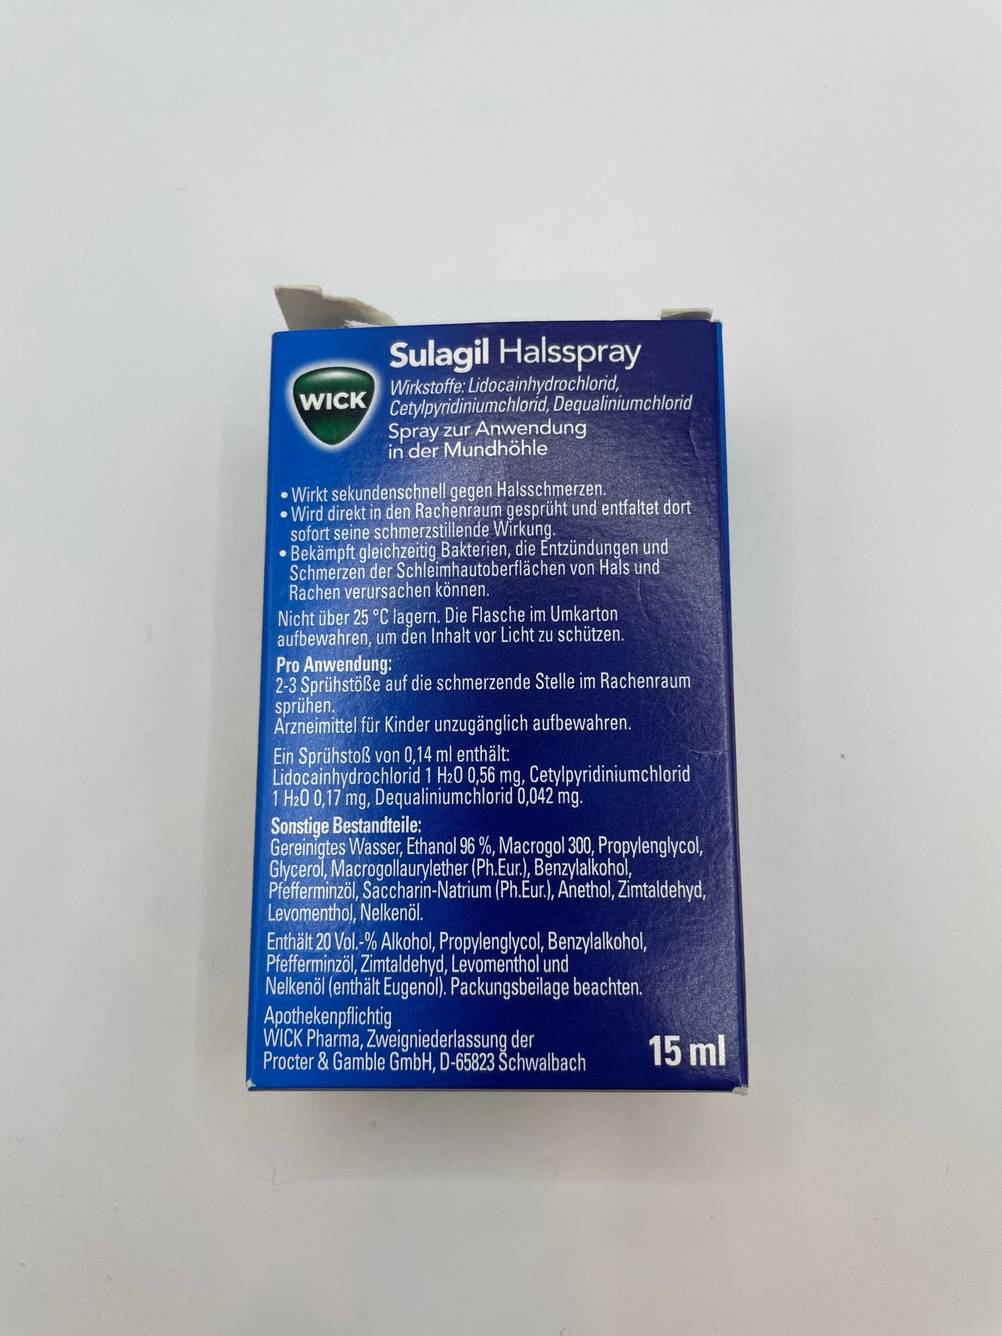 Sulagil Halsspray
WICK
Wirkstoffe: Lidocainhydrochlorid,
Cetylpyridiniumchlorid, Dequaliniumchlorid
Spray zur Anwendung
in der Mundhöhle
• Wirkt sekundenschnell gegen Halsschmerzen.
• Wird direkt in den Rachenraum gesprüht und entfaltet dort
sofort seine schmerzstillende Wirkung.
• Bekämpft gleichzeitig Bakterien, die Entzündungen und
Schmerzen der Schleimhautoberflächen von Hals und
Rachen verursachen können.
Nicht über 25 °C lagern. Die Flasche im Umkarton
aufbewahren, um den Inhalt vor Licht zu schützen.
Pro Anwendung:
2-3 Sprühstöße auf die schmerzende Stelle im Rachenraum
sprühen.
Arzneimittel für Kinder unzugänglich aufbewahren.
Ein Sprühstoß von 0,14 ml enthält:
Lidocainhydrochlorid 1 H₂O 0,56 mg, Cetylpyridiniumchlorid
1 H₂O 0,17 mg, Dequaliniumchlorid 0,042 mg.
Sonstige Bestandteile:
Gereinigtes Wasser, Ethanol 96 %, Macrogol 300, Propylenglycol,
Glycerol, Macrogollaurylether (Ph.Eur.), Benzylalkohol,
Pfefferminzöl, Saccharin-Natrium (Ph.Eur.), Anethol, Zimtaldehyd,
Levomenthol, Nelkenöl.
Enthält 20 Vol.-% Alkohol, Propylenglycol, Benzylalkohol,
Pfefferminzöl, Zimtaldehyd, Levomenthol und
Nelkenöl (enthält Eugenol). Packungsbeilage beachten.
Apothekenpflichtig
WICK Pharma, Zweigniederlassung der
Procter & Gamble GmbH, D-65823 Schwalbach
15 ml